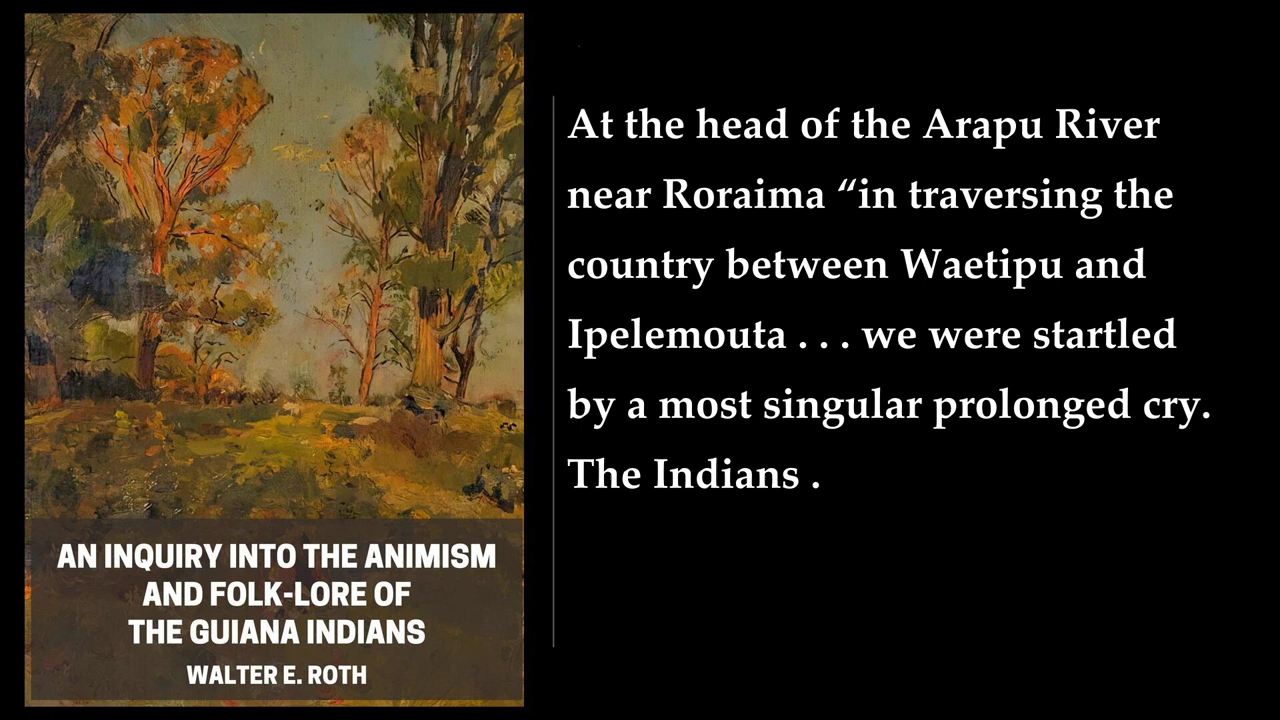 At the head of the Arapu River
near Roraima “in traversing the
country between Waetipu and
Ipelemouta . . . we were startled
by a most singular prolonged cry.
The Indians .
AN INQUIRY INTO THE ANIMISM
AND FOLK-LORE OF
THE GUIANA INDIANS
WALTER E. ROTH